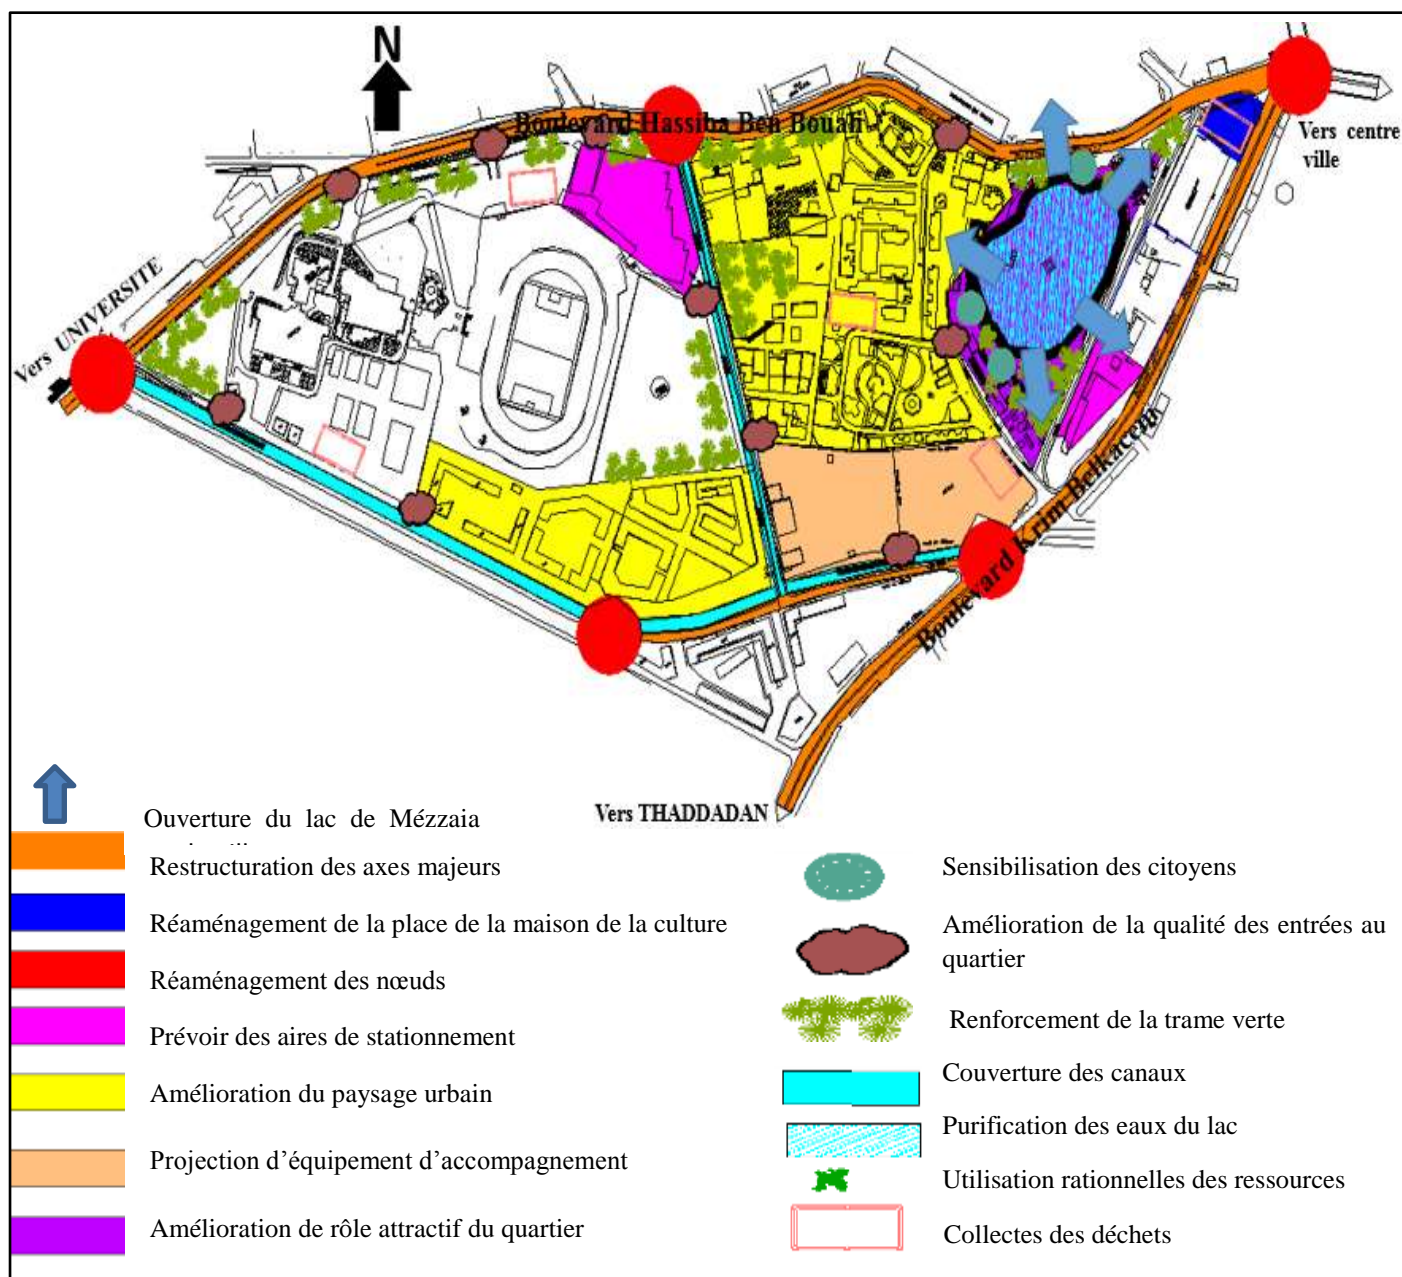 N
Boulevard Hassiba Ben Bouali
Vers centre
ville
Vers UNIVERSITE
Boulevard Krim Belkacem
Vers THADDADAN
Ouverture du lac de Mézzaia
Restructuration des axes majeurs
Réaménagement de la place de la maison de la culture
Réaménagement des nœuds
Prévoir des aires de stationnement
Amélioration du paysage urbain
Projection d’équipement d’accompagnement
Amélioration de rôle attractif du quartier
Sensibilisation des citoyens
Amélioration de la qualité des entrées au
quartier
Renforcement de la trame verte
Couverture des canaux
Purification des eaux du lac
Utilisation rationnelles des ressources
Collectes des déchets